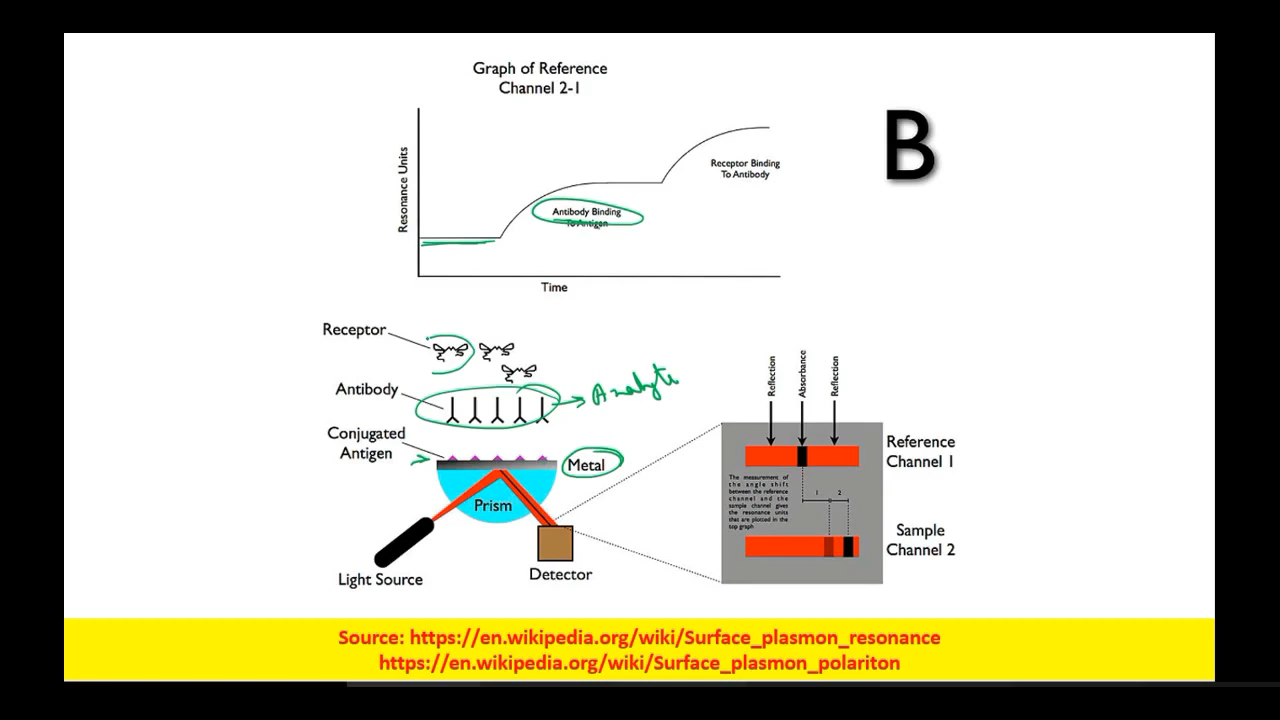 Graph of Reference
Channel 2-1
B
Resonance Units
Receptor Binding
To Antibody
Antibody Binding
To Antigen
Time
Receptor
Antibody
Analyte
Conjugated
Antigen
Metal
Prism
Light Source
Detector
Reflection
Absorbance
Reflection
Reference
Channel 1
The measurement of
the angle shift
between the reference
channel and the
sample channel gives
the resonance units
that are plotted in the
top graph
1 2
Sample
Channel 2
Source: https://en.wikipedia.org/wiki/Surface_plasmon_resonance
https://en.wikipedia.org/wiki/Surface_plasmon_polariton